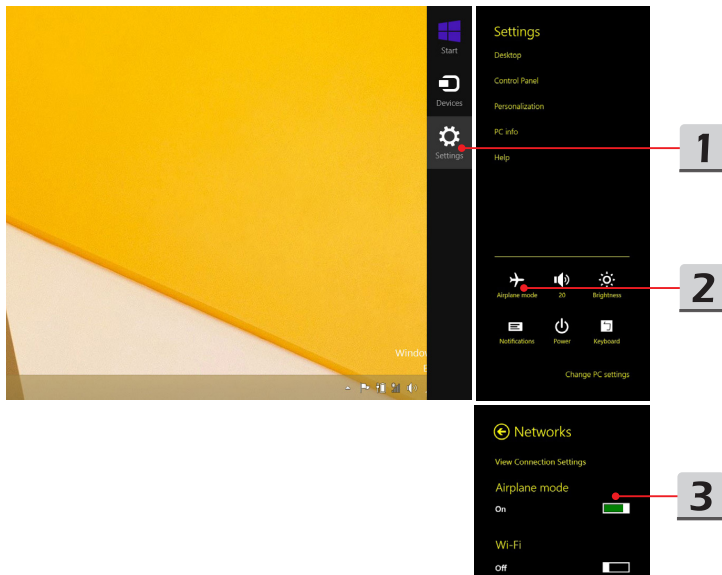 Start
Devices
Settings
Windo
Settings
Desktop
Control Panel
Personalization
PC info
Help
Airplane mode
20
Brightness
Notifications
Power
Keyboard
Change PC settings
1
2
Networks
View Connection Settings
Airplane mode
On
Wi-Fi
Off
3